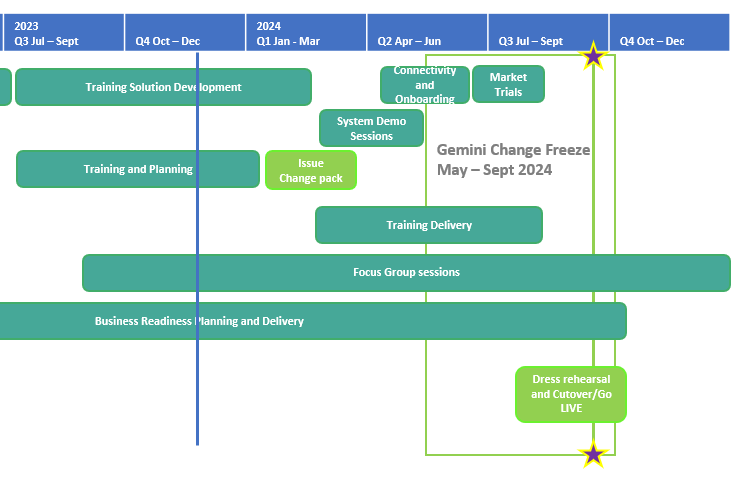 2023
Q3 Jul – Sept
Q4 Oct – Dec
2024
Q1 Jan - Mar
Q2 Apr – Jun
Q3 Jul – Sept
Q4 Oct – Dec
Training Solution Development
Connectivity
and
Onboarding
Market
Trials
System Demo
Sessions
Gemini Change Freeze
May – Sept 2024
Training and Planning
Issue
Change pack
Training Delivery
Focus Group sessions
Business Readiness Planning and Delivery
Dress rehearsal
and Cutover/Go
LIVE